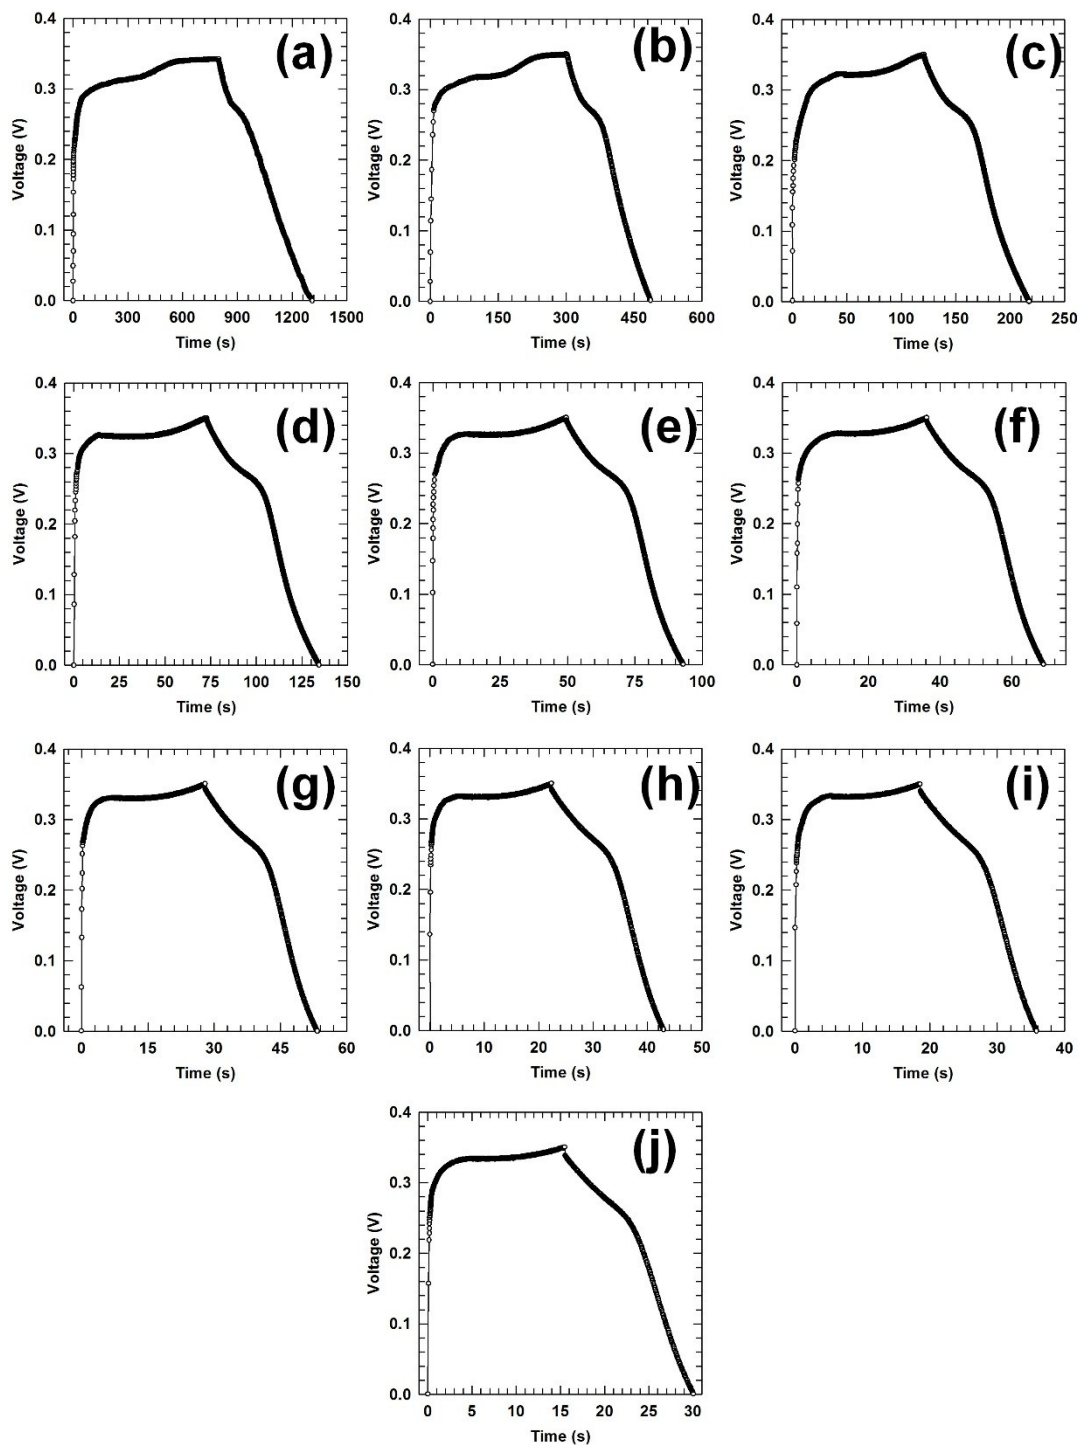 (a)
Voltage (V)
0.4
0.3
0.2
0.1
0.0
0 300 600 900 1200 1500
Time (s)
(b)
Voltage (V)
0.4
0.3
0.2
0.1
0.0
0 150 300 450 600
Time (s)
(c)
Voltage (V)
0.4
0.3
0.2
0.1
0.0
0 50 100 150 200 250
Time (s)
(d)
Voltage (V)
0.4
0.3
0.2
0.1
0.0
0 25 50 75 100 125 150
Time (s)
(e)
Voltage (V)
0.4
0.3
0.2
0.1
0.0
0 25 50 75 100
Time (s)
(f)
Voltage (V)
0.4
0.3
0.2
0.1
0.0
0 20 40 60
Time (s)
(g)
Voltage (V)
0.4
0.3
0.2
0.1
0.0
0 15 30 45 60
Time (s)
(h)
Voltage (V)
0.4
0.3
0.2
0.1
0.0
0 10 20 30 40 50
Time (s)
(i)
Voltage (V)
0.4
0.3
0.2
0.1
0.0
0 10 20 30 40
Time (s)
(j)
Voltage (V)
0.4
0.3
0.2
0.1
0.0
0 5 10 15 20 25 30
Time (s)